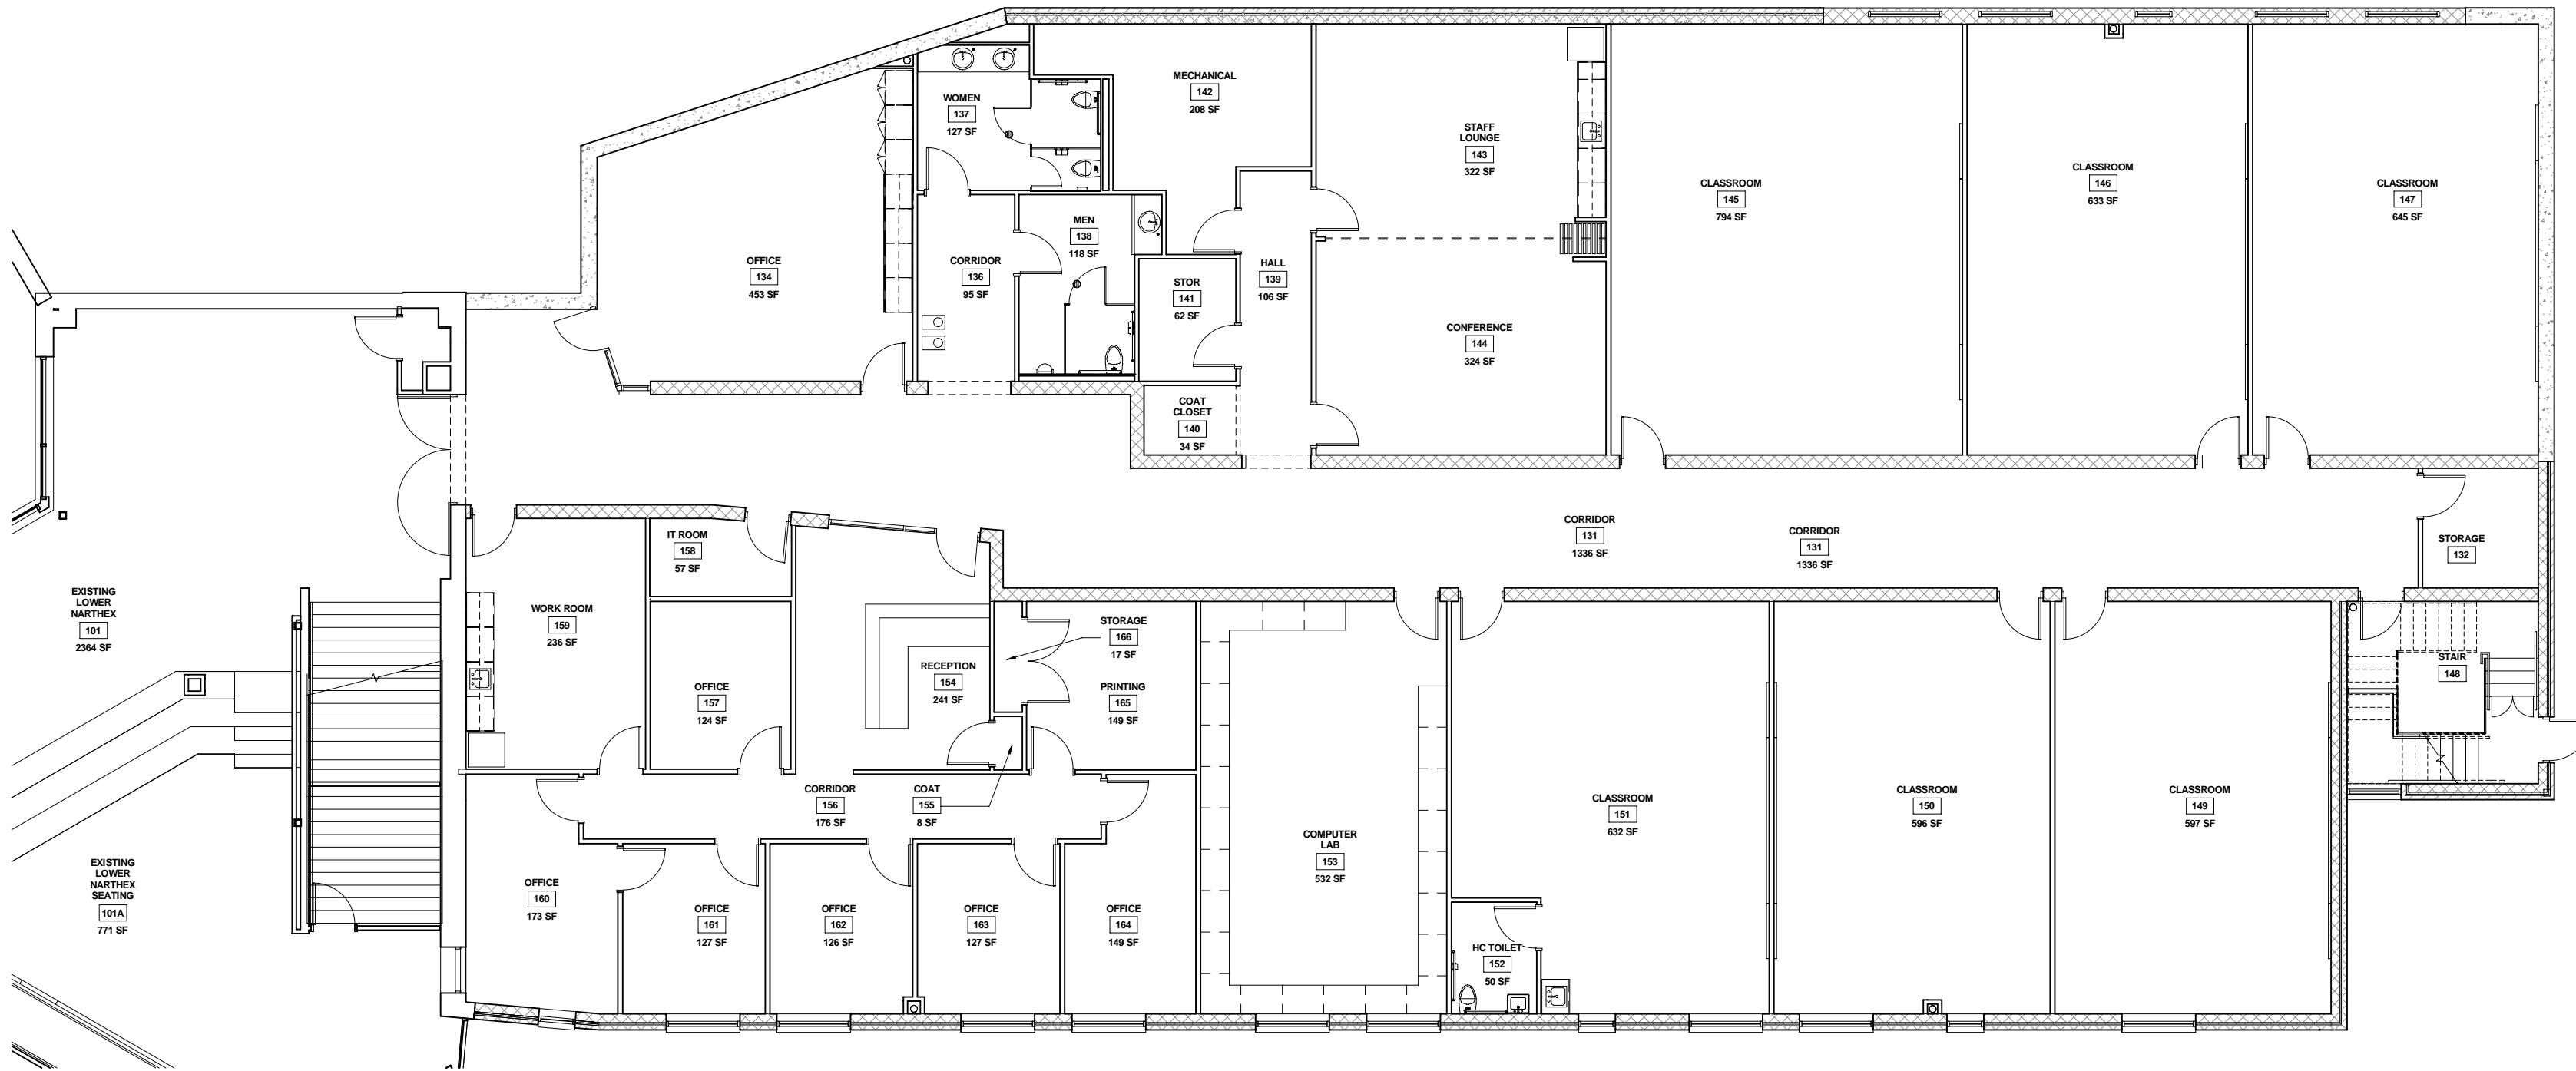 MECHANICAL
142
208 SF
WOMEN
137
127 SF
STAFF
LOUNGE
143
322 SF
CLASSROOM
145
794 SF
CLASSROOM
146
633 SF
CLASSROOM
147
645 SF
OFFICE
134
453 SF
CORRIDOR
136
95 SF
MEN
138
118 SF
STOR
141
62 SF
HALL
139
106 SF
CONFERENCE
144
324 SF
COAT
CLOSET
140
34 SF
CORRIDOR
131
1336 SF
CORRIDOR
131
1336 SF
STORAGE
132
IT ROOM
158
57 SF
EXISTING
LOWER
NARTHEX
101
2364 SF
WORK ROOM
159
236 SF
OFFICE
157
124 SF
RECEPTION
154
241 SF
STORAGE
166
17 SF
PRINTING
165
149 SF
STAIR
148
CORRIDOR
156
176 SF
COAT
155
8 SF
COMPUTER
LAB
153
532 SF
CLASSROOM
151
632 SF
CLASSROOM
150
596 SF
CLASSROOM
149
597 SF
EXISTING
LOWER
NARTHEX
SEATING
101A
771 SF
OFFICE
160
173 SF
OFFICE
161
127 SF
OFFICE
162
126 SF
OFFICE
163
127 SF
OFFICE
164
149 SF
HC TOILET
152
50 SF